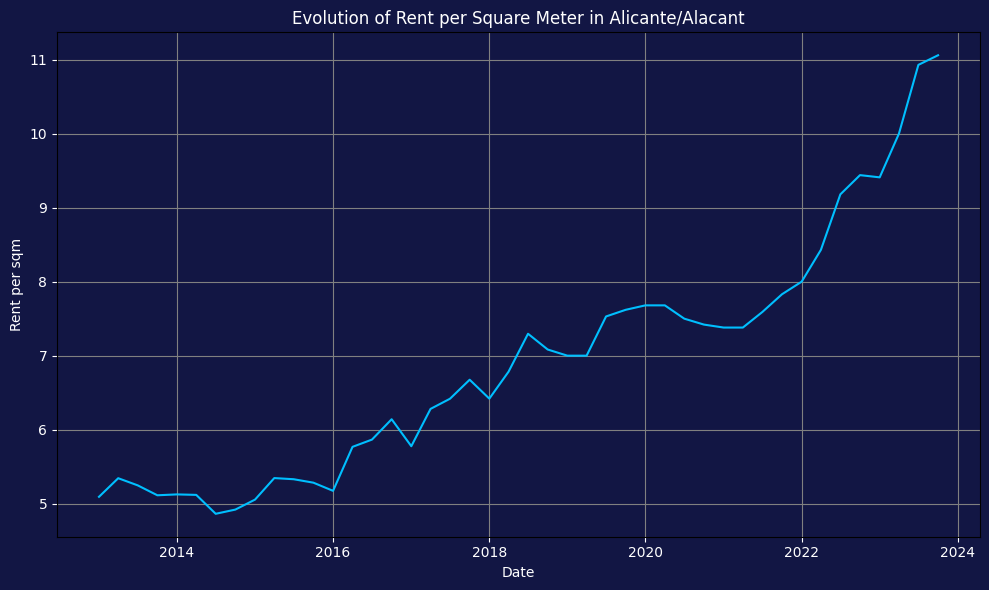 Evolution of Rent per Square Meter in Alicante/Alacant
11
10
9
8
7
6
5
Rent per sqm
2014 2016 2018 2020 2022 2024
Date